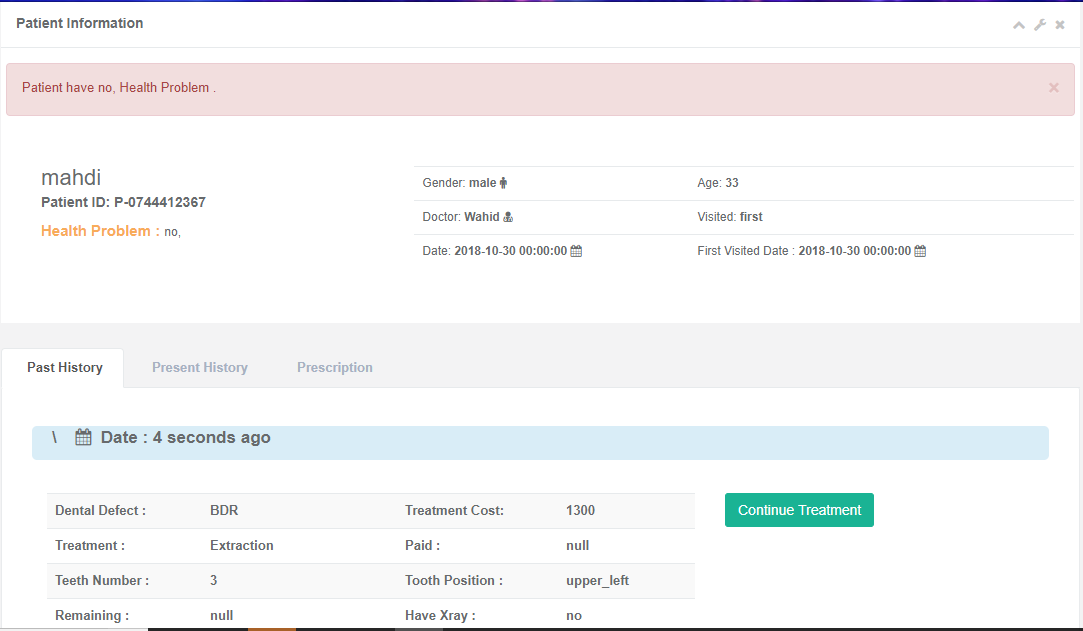 Patient Information
Patient have no, Health Problem .
×
mahdi
Patient ID: P-0744412367
Health Problem : no,
Gender: male
Age: 33
Doctor: Wahid
Visited: first
Date: 2018-10-30 00:00:00
First Visited Date : 2018-10-30 00:00:00
Past History
Present History
Prescription
\ Date : 4 seconds ago
Dental Defect : BDR Treatment Cost: 1300
Continue Treatment
Treatment : Extraction Paid : null
Teeth Number : 3 Tooth Position : upper_left
Remaining : null Have Xray : no